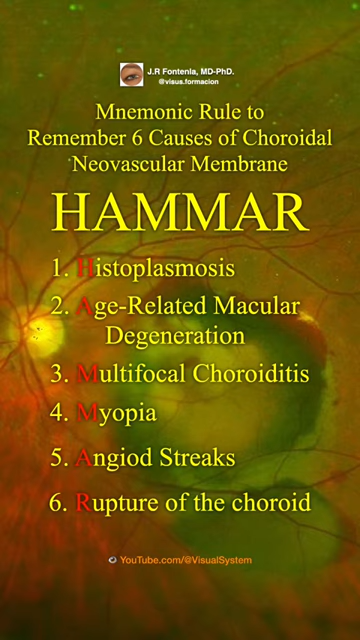 J.R Fontenla, MD-PhD.
@visus.formacion
Mnemonic Rule to
Remember 6 Causes of Choroidal
Neovascular Membrane
HAMMAR
1. Histoplasmosis
2. Age-Related Macular
Degeneration
3. Multifocal Choroiditis
4. Myopia
5. Angiod Streaks
6. Rupture of the choroid
YouTube.com/@VisualSystem